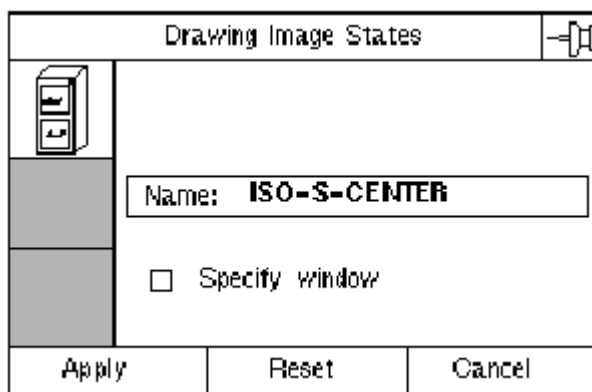 Drawing Image States
Name: ISO-S-CENTER
Specify window
Apply Reset Cancel